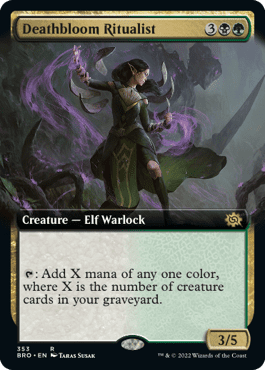 Deathbloom Ritualist 3
Creature — Elf Warlock
: Add X mana of any one color,
where X is the number of creature
cards in your graveyard.
3/5
353 R
BRO • EN Taras Susak
™ & © 2022 Wizards of the Coast